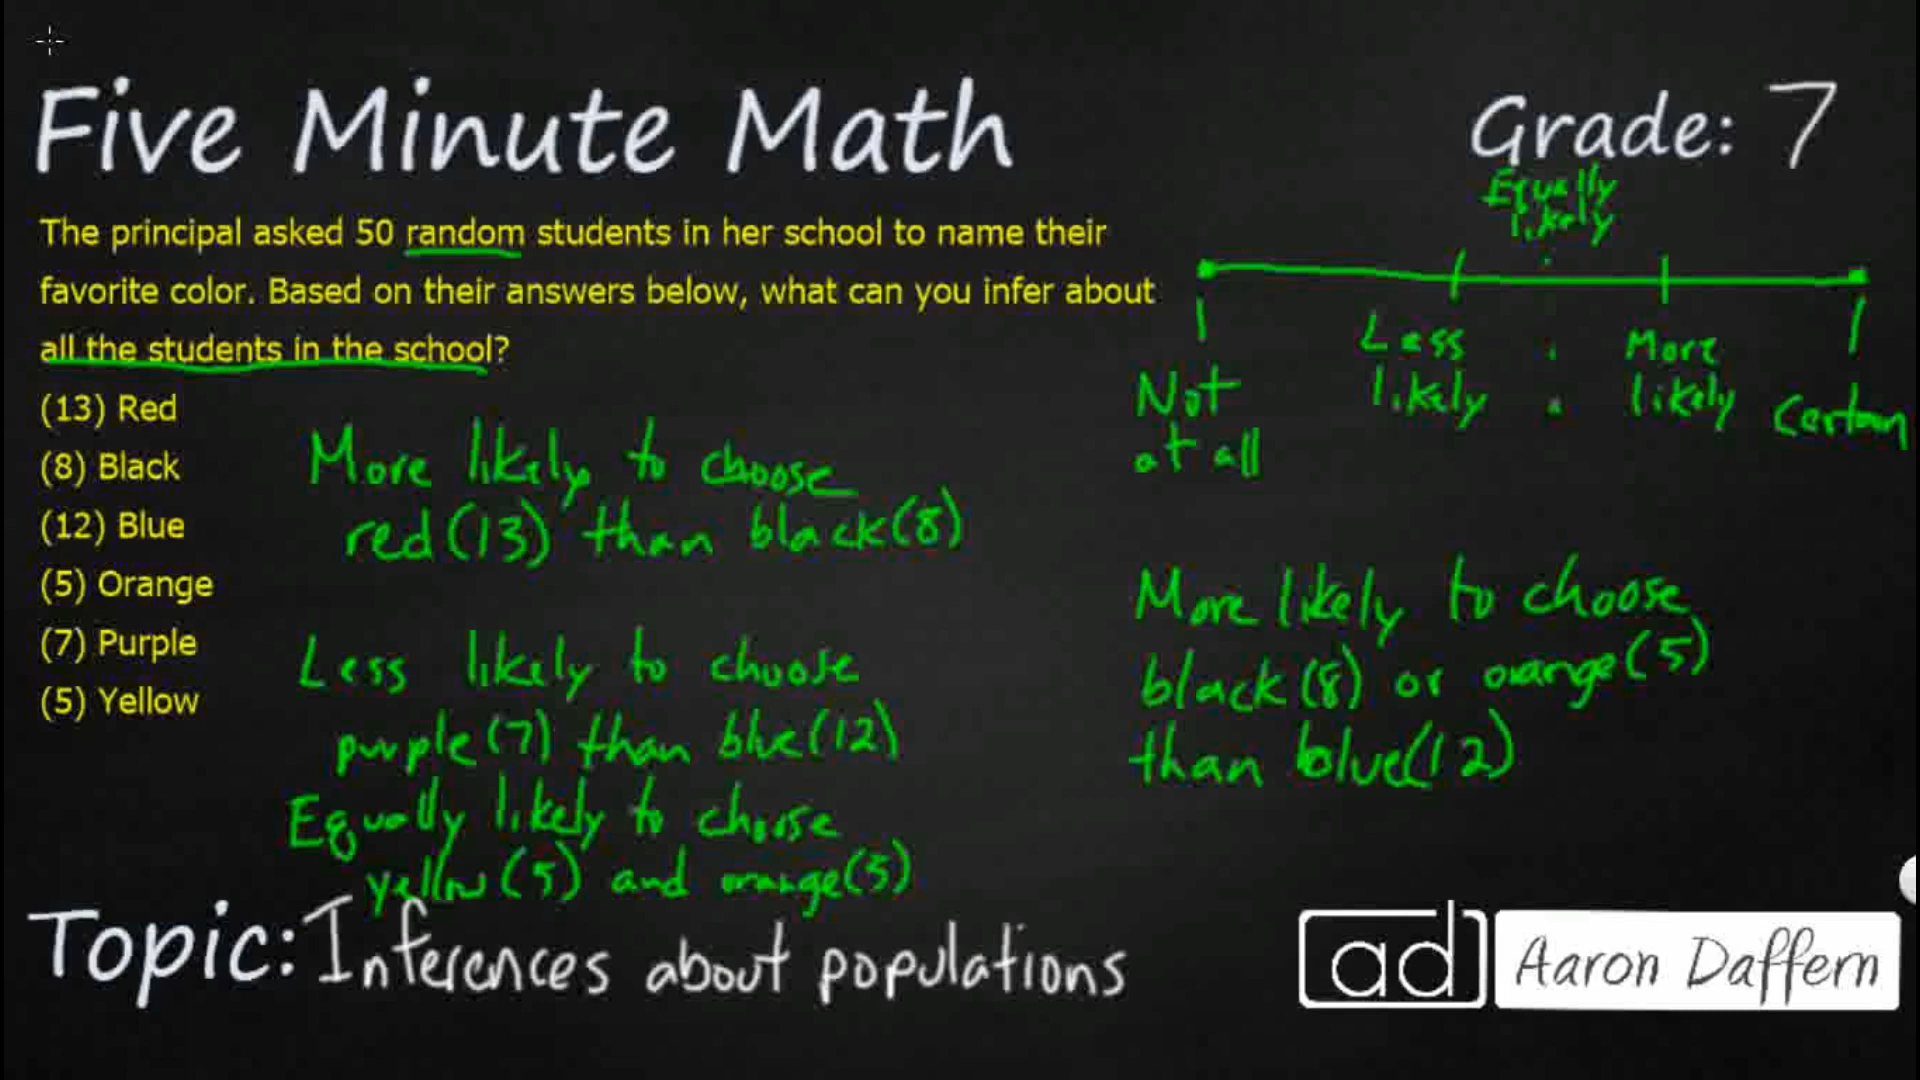 Five Minute Math
Grade: 7
The principal asked 50 random students in her school to name their
favorite color. Based on their answers below, what can you infer about
all the students in the school?
(13) Red
(8) Black
(12) Blue
(5) Orange
(7) Purple
(5) Yellow
Equally
likely
Not
at all
Less
likely
More
likely
Certain
More likely to choose
red (13) than black (8)
Less likely to choose
purple (7) than blue (12)
Equally likely to choose
yellow (5) and orange (5)
More likely to choose
black (8) or orange (5)
than blue (12)
Topic: Inferences about populations
ad Aaron Daffern